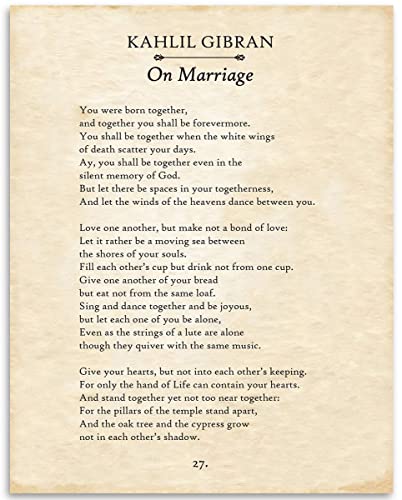 KAHLIL GIBRAN
On Marriage
You were born together,
and together you shall be forevermore.
You shall be together when the white wings
of death scatter your days.
Ay, you shall be together even in the
silent memory of God.
But let there be spaces in your togetherness,
And let the winds of the heavens dance between you.
Love one another, but make not a bond of love:
Let it rather be a moving sea between
the shores of your souls.
Fill each other's cup but drink not from one cup.
Give one another of your bread
but eat not from the same loaf.
Sing and dance together and be joyous,
but let each one of you be alone,
Even as the strings of a lute are alone
though they quiver with the same music.
Give your hearts, but not into each other's keeping.
For only the hand of Life can contain your hearts.
And stand together yet not too near together:
For the pillars of the temple stand apart,
And the oak tree and the cypress grow
not in each other's shadow.
27.